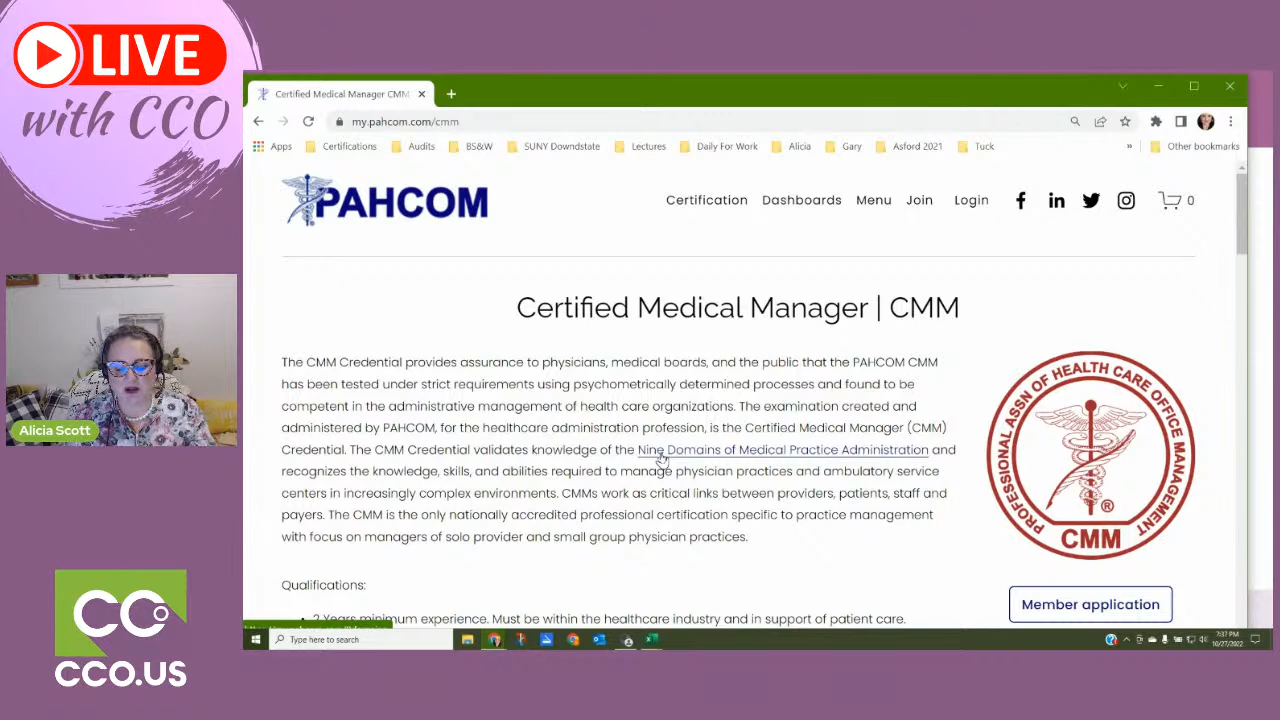 LIVE
with CCO
Alicia Scott
CCO
CCO.US
Certified Medical Manager CMM
my.pahcom.com/cmm
Apps Certifications Audits BS&W SUNY Downstate Lectures Daily For Work Alicia Gary Asford 2021 Tuck » Other bookmarks
PAHCOM
Certification Dashboards Menu Join Login 0
Certified Medical Manager | CMM
The CMM Credential provides assurance to physicians, medical boards, and the public that the PAHCOM CMM
has been tested under strict requirements using psychometrically determined processes and found to be
competent in the administrative management of health care organizations. The examination created and
administered by PAHCOM, for the healthcare administration profession, is the Certified Medical Manager (CMM)
Credential. The CMM Credential validates knowledge of the Nine Domains of Medical Practice Administration and
recognizes the knowledge, skills, and abilities required to manage physician practices and ambulatory service
centers in increasingly complex environments. CMMs work as critical links between providers, patients, staff and
payers. The CMM is the only nationally accredited professional certification specific to practice management
with focus on managers of solo provider and small group physician practices.
PROFESSIONAL ASSN OF HEALTH CARE OFFICE MANAGEMENT
®
CMM
Member application
Qualifications:
• 2 Years minimum experience. Must be within the healthcare industry and in support of patient care.
Type here to search
7:37 PM
10/27/2022